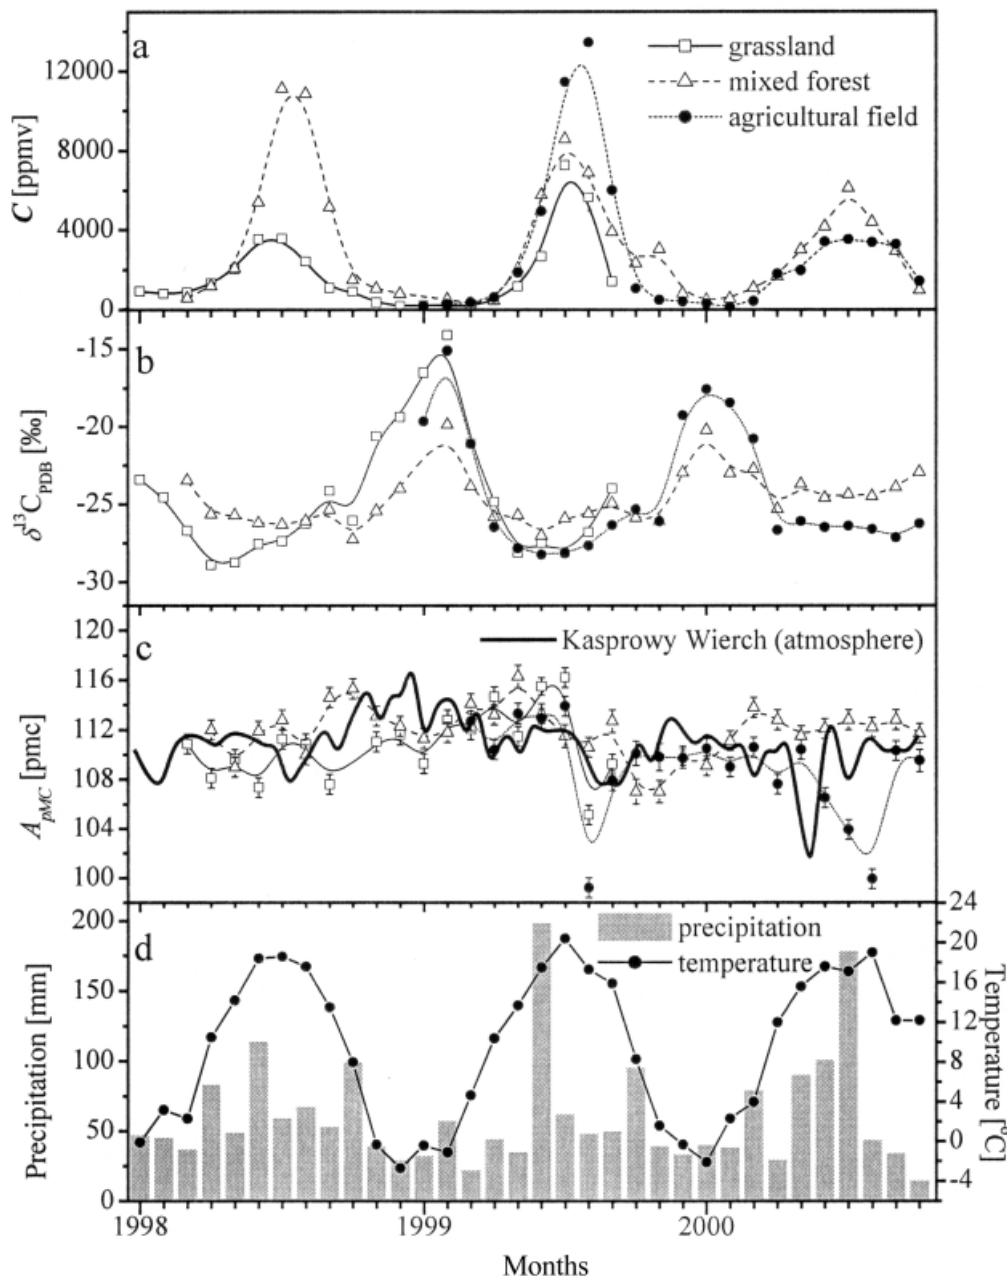 a
grassland
mixed forest
agricultural field
C [ppmv]
12000
8000
4000
0
b
δ¹³C_PDB [‰]
-15
-20
-25
-30
c
Kasprowy Wierch (atmosphere)
A_pMC [pmc]
120
116
112
108
104
100
d
precipitation
temperature
Precipitation [mm]
200
150
100
50
0
24
20
16
12
8
4
0
-4
Temperature [°C]
1998
1999
2000
Months